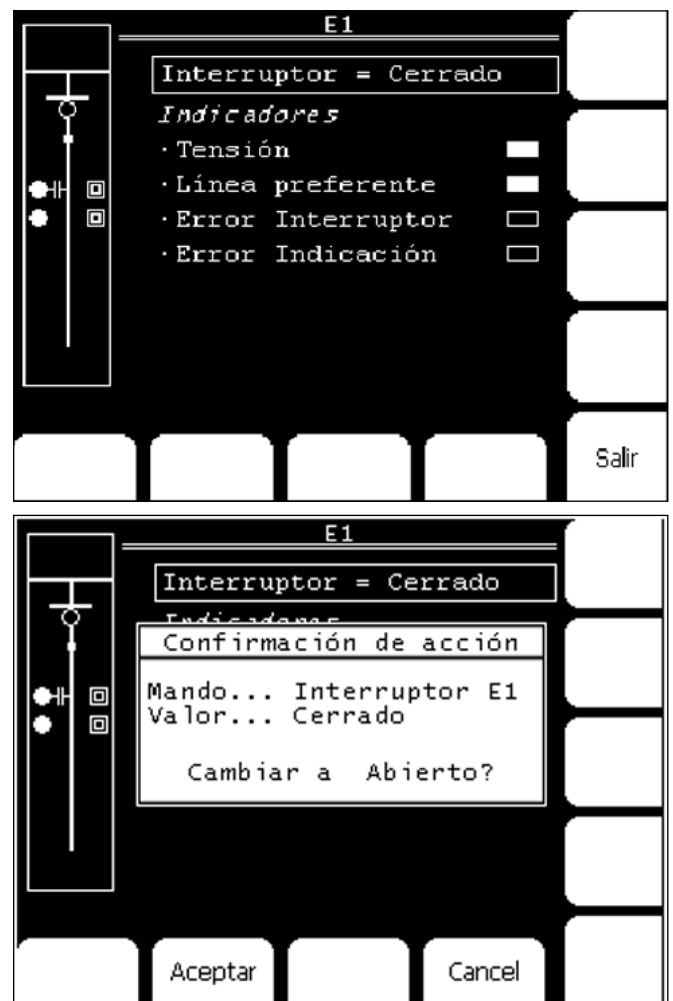 E1
Interruptor = Cerrado
Indicadores
·Tensión
·Línea preferente
·Error Interruptor
·Error Indicación
Salir
E1
Interruptor = Cerrado
Indicadores
Confirmación de acción
Mando... Interruptor E1
Valor... Cerrado
Cambiar a Abierto?
Aceptar
Cancel